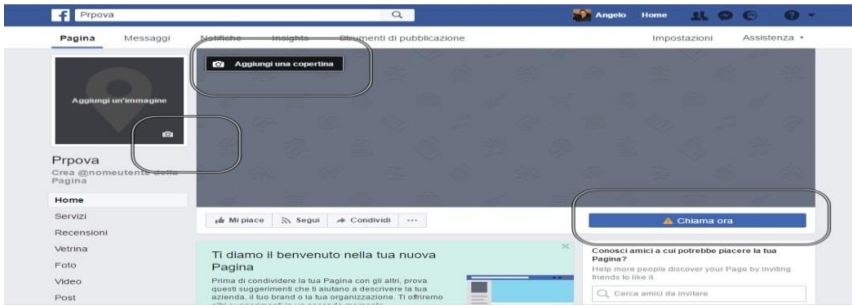 Prpova
Angelo Home
Pagina Messaggi Notifiche Insights Strumenti di pubblicazione Impostazioni Assistenza
Aggiungi una copertina
Aggiungi un'immagine
Prpova
Crea @nomeutente della
Pagina
Home
Servizi
Recensioni
Vetrina
Foto
Video
Post
Mi piace Segui Condividi ...
Chiama ora
Ti diamo il benvenuto nella tua nuova
Pagina
Prima di condividere la tua Pagina con gli altri, prova
questi suggerimenti che ti aiutano a descrivere la tua
azienda, il tuo brand o la tua organizzazione. Ti offriremo
Conosci amici a cui potrebbe piacere la tua
Pagina?
Help more people discover your Page by inviting
friends to like it.
Cerca amici da invitare